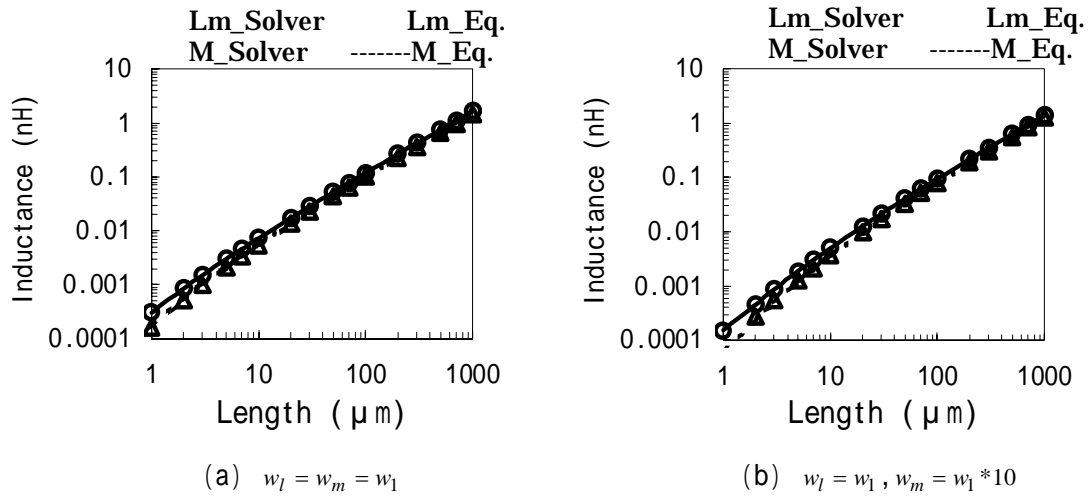 Lm_Solver Lm_Eq.
M_Solver -------M_Eq.
10
1
0.1
0.01
0.001
0.0001
Inductance (nH)
1 10 100 1000
Length (µm)
(a) w_l = w_m = w_1
Lm_Solver Lm_Eq.
M_Solver -------M_Eq.
10
1
0.1
0.01
0.001
0.0001
Inductance (nH)
1 10 100 1000
Length (µm)
(b) w_l = w_1 , w_m = w_1 *10